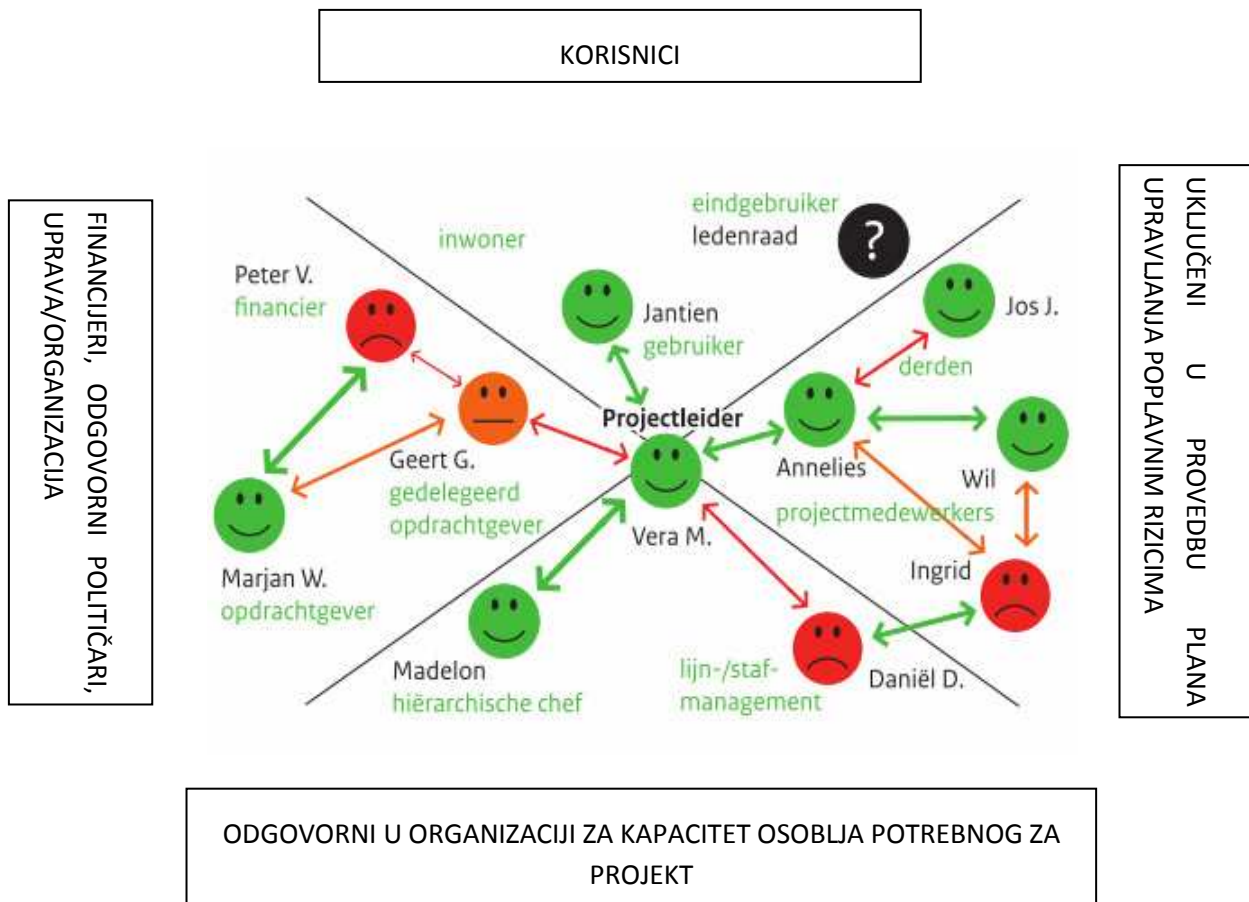 KORISNICI
FINANCIJERI, ODGOVORNI POLITIČARI,
UPRAVA/ORGANIZACIJA
UKLJUČENI U PROVEDBU PLANA
UPRAVLJANJA POPLAVNIM RIZICIMA
eindgebruiker
ledenraad
?
inwoner
Peter V.
financier
Jantien
gebruiker
Jos J.
derden
Projectleider
Geert G.
gedelegeerd
opdrachtgever
Annelies
Wil
projectmedewerkers
Vera M.
Ingrid
Marjan W.
opdrachtgever
Madelon
hiërarchische chef
lijn-/staf-
management
Daniël D.
ODGOVORNI U ORGANIZACIJI ZA KAPACITET OSOBLJA POTREBNOG ZA
PROJEKT